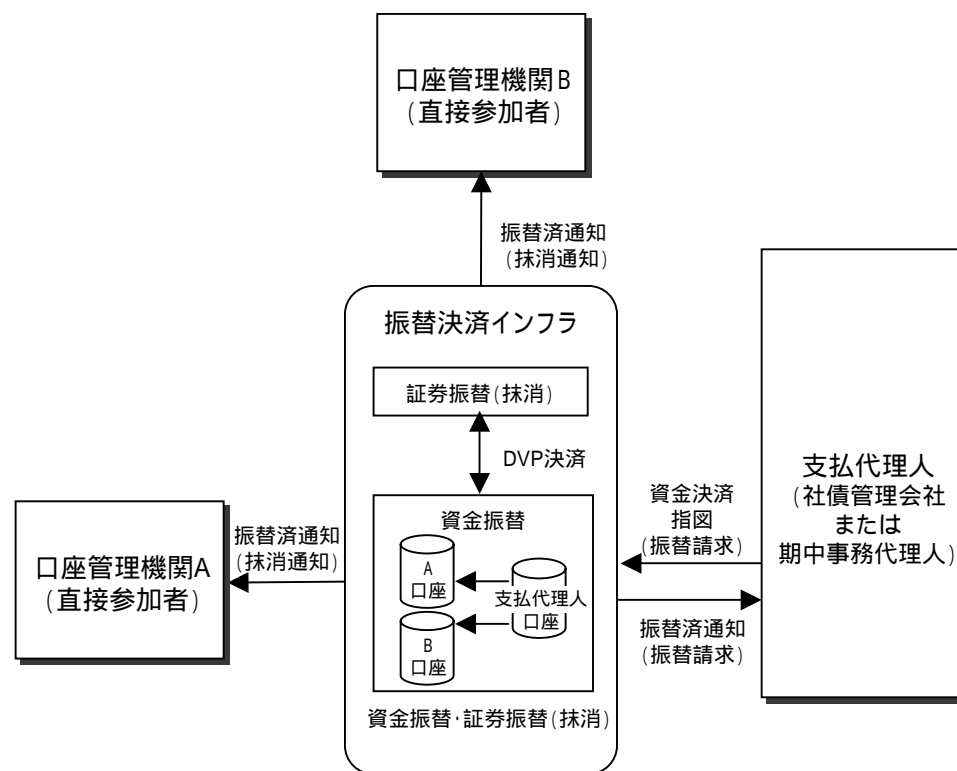 口座管理機関B
(直接参加者)
振替済通知
(抹消通知)
振替決済インフラ
証券振替(抹消)
DVP決済
資金振替
A
口座
支払代理人
口座
B
口座
資金振替・証券振替(抹消)
振替済通知
(抹消通知)
口座管理機関A
(直接参加者)
資金決済
指図
(振替請求)
振替済通知
(振替請求)
支払代理人
(社債管理会社
または
期中事務代理人)